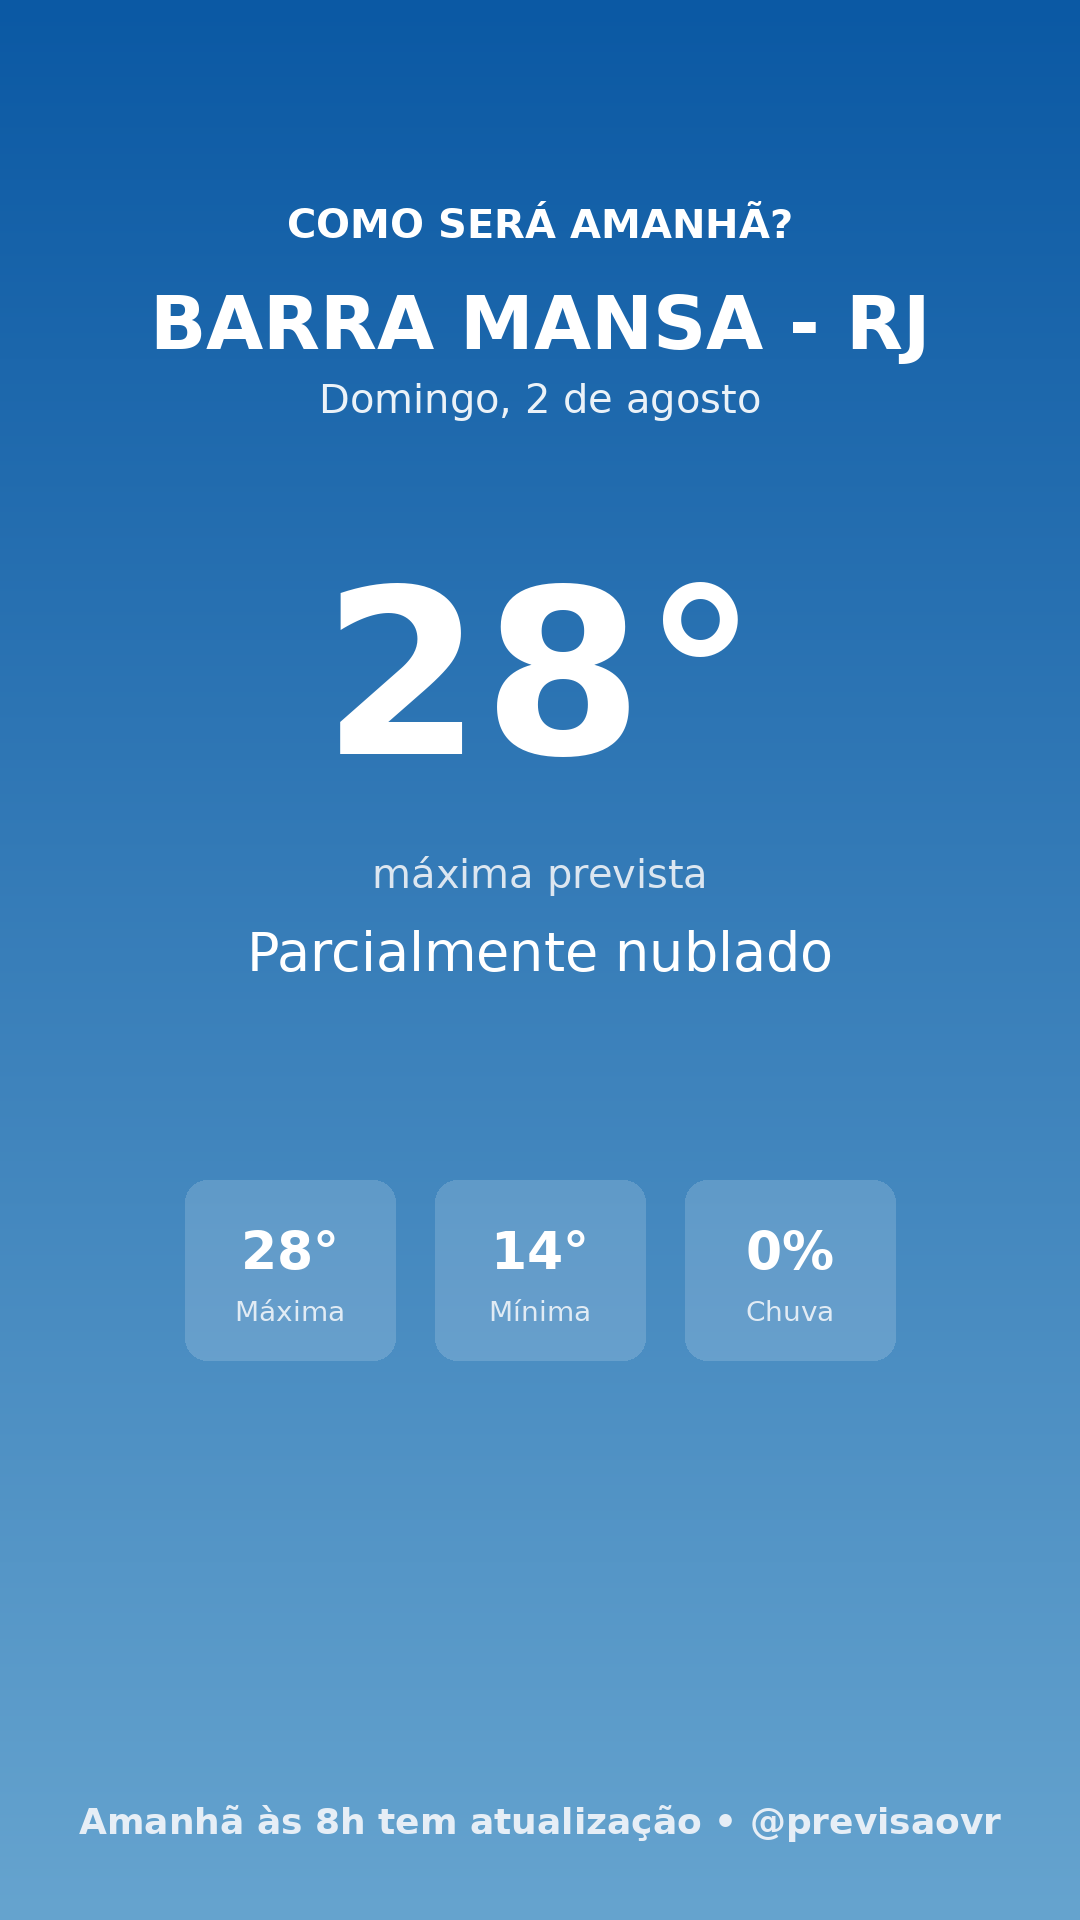 COMO SERÁ AMANHÃ?
BARRA MANSA - RJ
Domingo, 2 de agosto
28°
máxima prevista
Parcialmente nublado
28° 14° 0%
Máxima Mínima Chuva
Amanhã às 8h tem atualização • @previsaovr